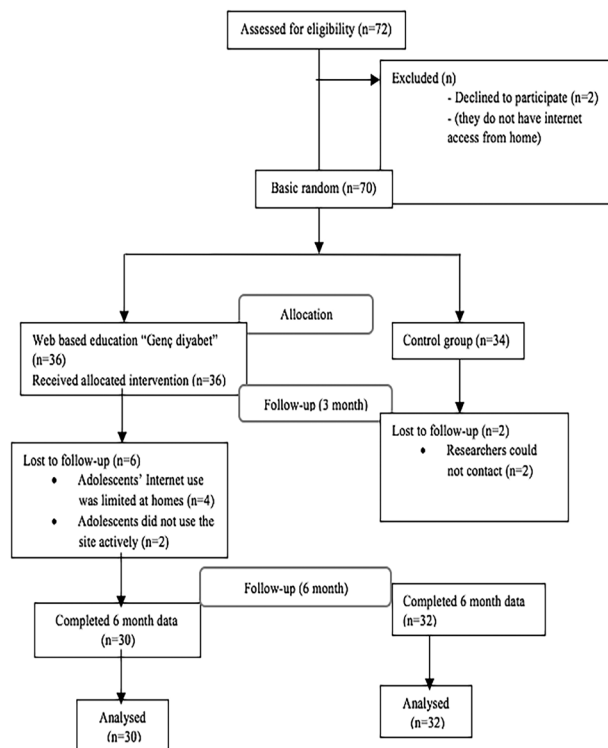 Assessed for eligibility (n=72)
Excluded (n)
- Declined to participate (n=2)
- (they do not have internet
access from home)
Basic random (n=70)
Allocation
Web based education “Genç diyabet”
(n=36)
Received allocated intervention (n=36)
Control group (n=34)
Follow-up (3 month)
Lost to follow-up (n=6)
● Adolescents’ Internet use
was limited at homes (n=4)
● Adolescents did not use the
site actively (n=2)
Lost to follow-up (n=2)
● Researchers could
not contact (n=2)
Follow-up (6 month)
Completed 6 month data
(n=30)
Completed 6 month data
(n=32)
Analysed
(n=30)
Analysed
(n=32)